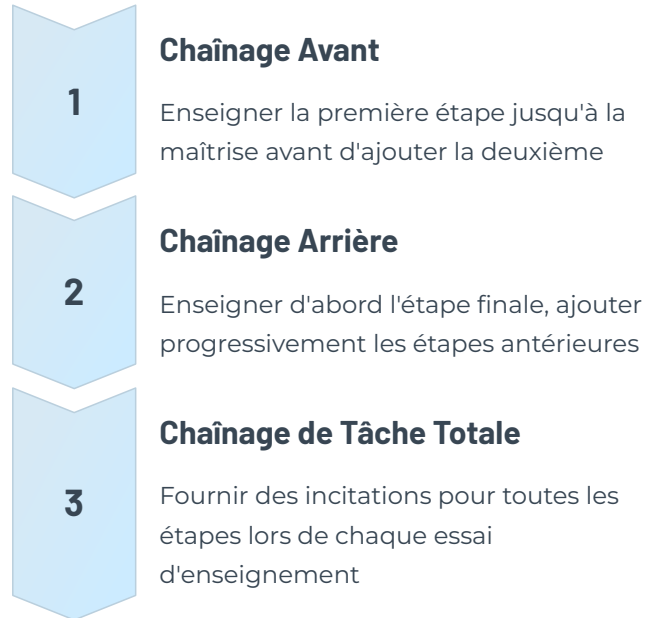 1
Chaînage Avant
Enseigner la première étape jusqu'à la
maîtrise avant d'ajouter la deuxième
2
Chaînage Arrière
Enseigner d'abord l'étape finale, ajouter
progressivement les étapes antérieures
3
Chaînage de Tâche Totale
Fournir des incitations pour toutes les
étapes lors de chaque essai
d'enseignement